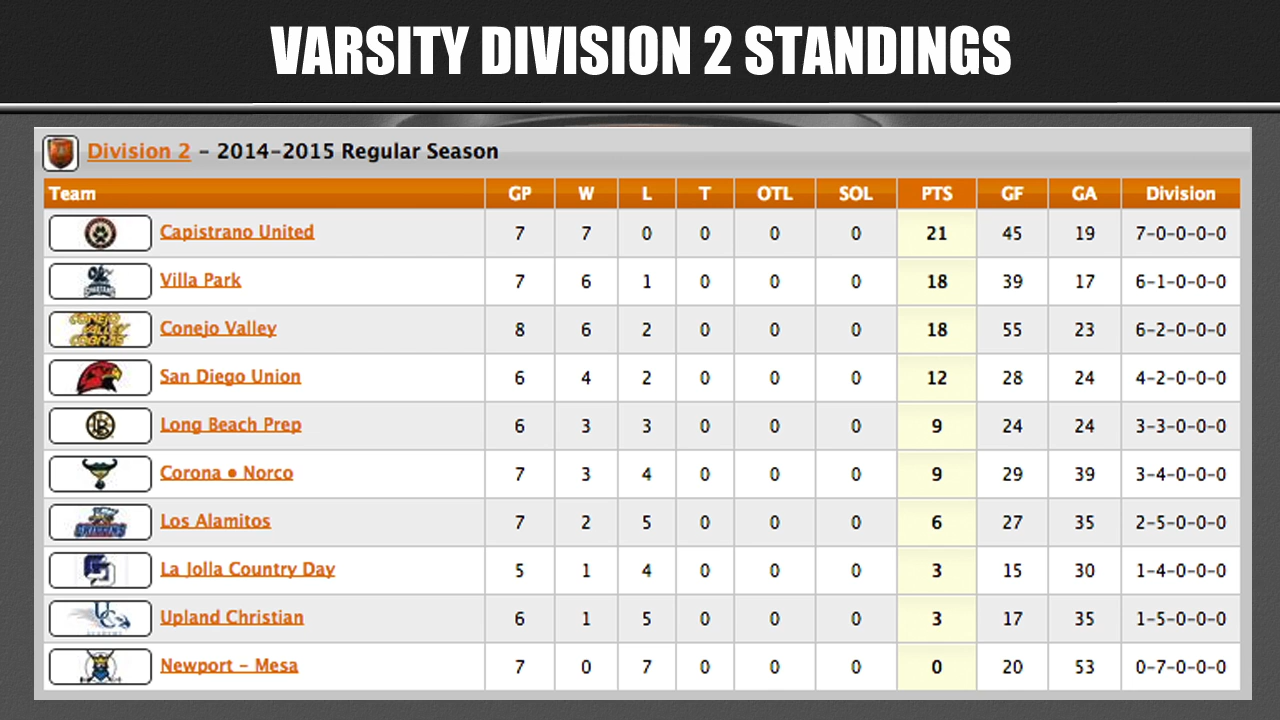 VARSITY DIVISION 2 STANDINGS
Division 2 - 2014-2015 Regular Season
Team GP W L T OTL SOL PTS GF GA Division
Capistrano United 7 7 0 0 0 0 21 45 19 7-0-0-0-0
Villa Park 7 6 1 0 0 0 18 39 17 6-1-0-0-0
CONEJO VALLEY COBRAS Conejo Valley 8 6 2 0 0 0 18 55 23 6-2-0-0-0
San Diego Union 6 4 2 0 0 0 12 28 24 4-2-0-0-0
Long Beach Prep 6 3 3 0 0 0 9 24 24 3-3-0-0-0
Corona • Norco 7 3 4 0 0 0 9 29 39 3-4-0-0-0
GRIFFINS Los Alamitos 7 2 5 0 0 0 6 27 35 2-5-0-0-0
La Jolla Country Day 5 1 4 0 0 0 3 15 30 1-4-0-0-0
Upland Christian 6 1 5 0 0 0 3 17 35 1-5-0-0-0
Newport - Mesa 7 0 7 0 0 0 0 20 53 0-7-0-0-0